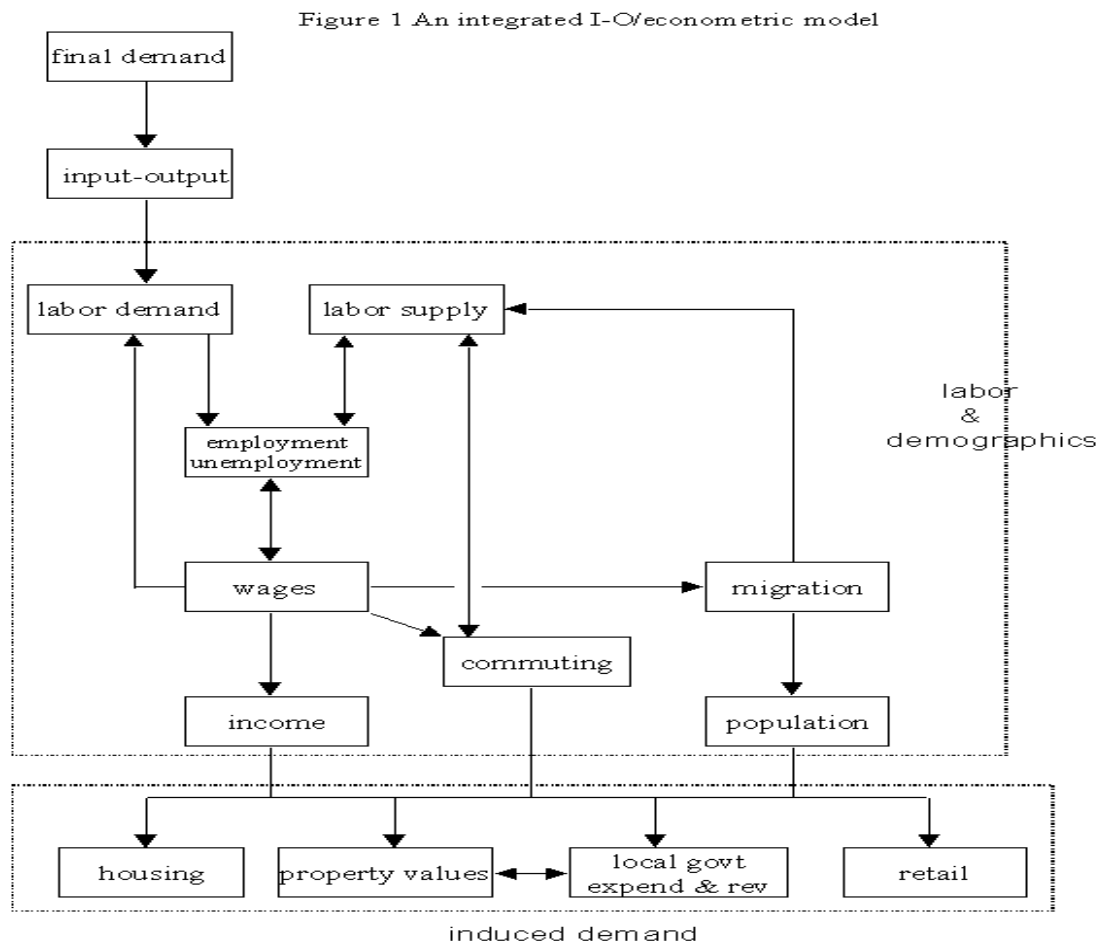 Figure 1 An integrated I-O/econometric model
final demand
input-output
labor demand
labor supply
labor
&
demographics
employment
unemployment
wages
migration
commuting
income
population
housing
property values
local govt
expend & rev
retail
induced demand